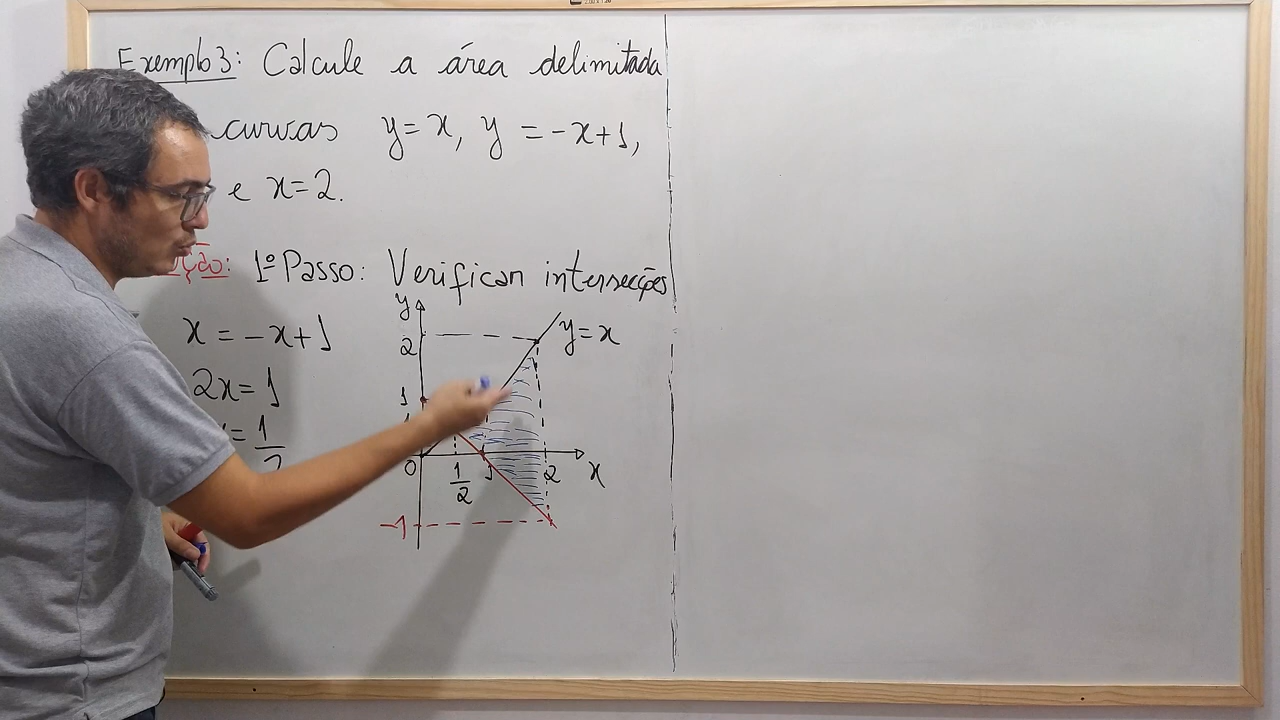 Exemplo 3: Calcule a área delimitada
curvas y = x, y = -x+1,
e x = 2.
1º Passo: Verificar intersecções
x = -x+1
2x = 1
= 1/2
y
2
y = x
1
0
1/2
1
2
x
-1